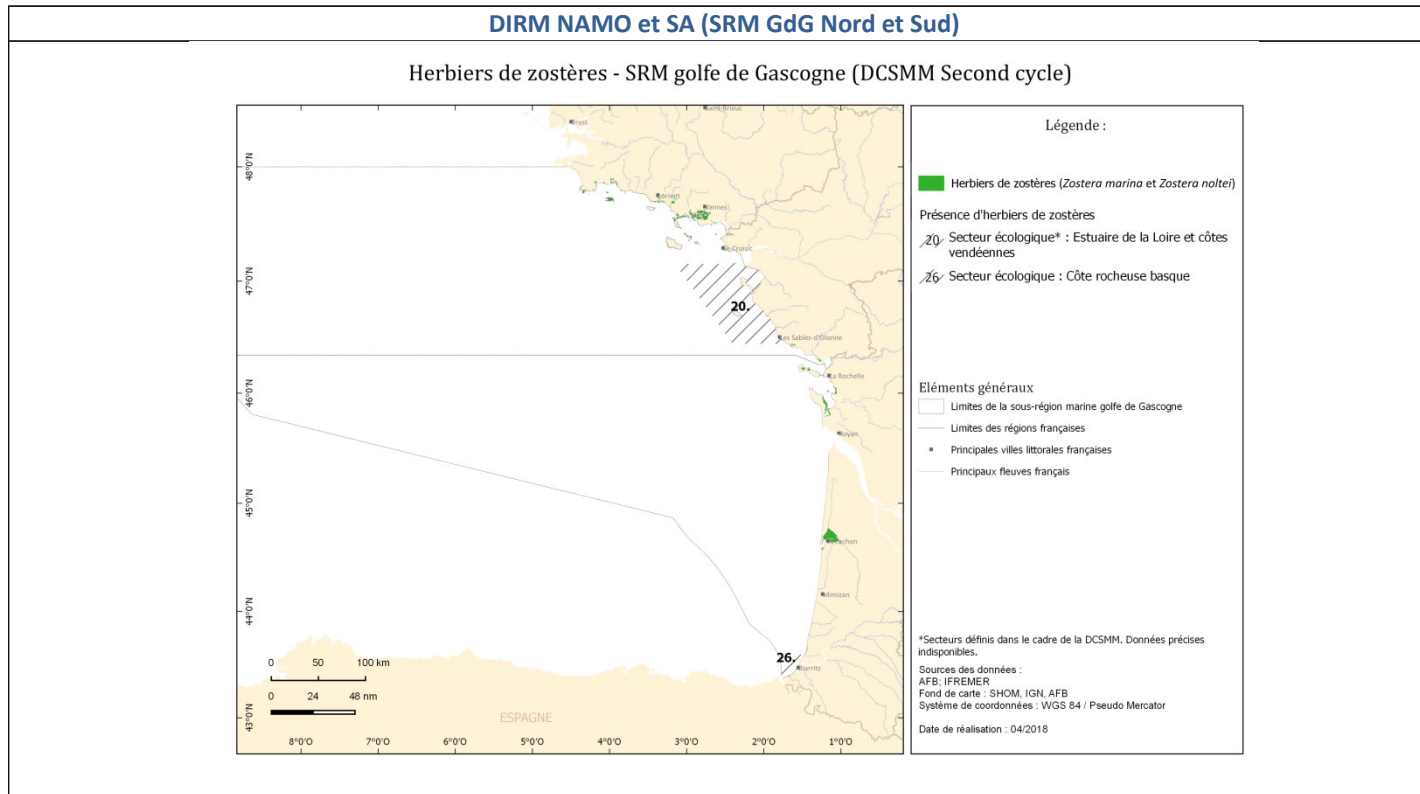 DIRM NAMO et SA (SRM GdG Nord et Sud)
Herbiers de zostères - SRM golfe de Gascogne (DCSMM Second cycle)
Saint-Brieuc
Brest
48°0'N
Lorient
Vannes
Le Croisic
47°0'N
20.
Les Sables-d'Olonne
La Rochelle
46°0'N
Royan
45°0'N
Arcachon
Mimizan
44°0'N
26.
Biarritz
0 50 100 km
0 24 48 nm
ESPAGNE
43°0'N
8°0'O 7°0'O 6°0'O 5°0'O 4°0'O 3°0'O 2°0'O 1°0'O
Légende :
Herbiers de zostères (Zostera marina et Zostera noltei)
Présence d'herbiers de zostères
20 Secteur écologique* : Estuaire de la Loire et côtes
vendéennes
26 Secteur écologique : Côte rocheuse basque
Eléments généraux
Limites de la sous-région marine golfe de Gascogne
Limites des régions françaises
Principales villes littorales françaises
Principaux fleuves français
*Secteurs définis dans le cadre de la DCSMM. Données précises
indisponibles.
Sources des données :
AFB; IFREMER
Fond de carte : SHOM, IGN, AFB
Système de coordonnées : WGS 84 / Pseudo Mercator
Date de réalisation : 04/2018